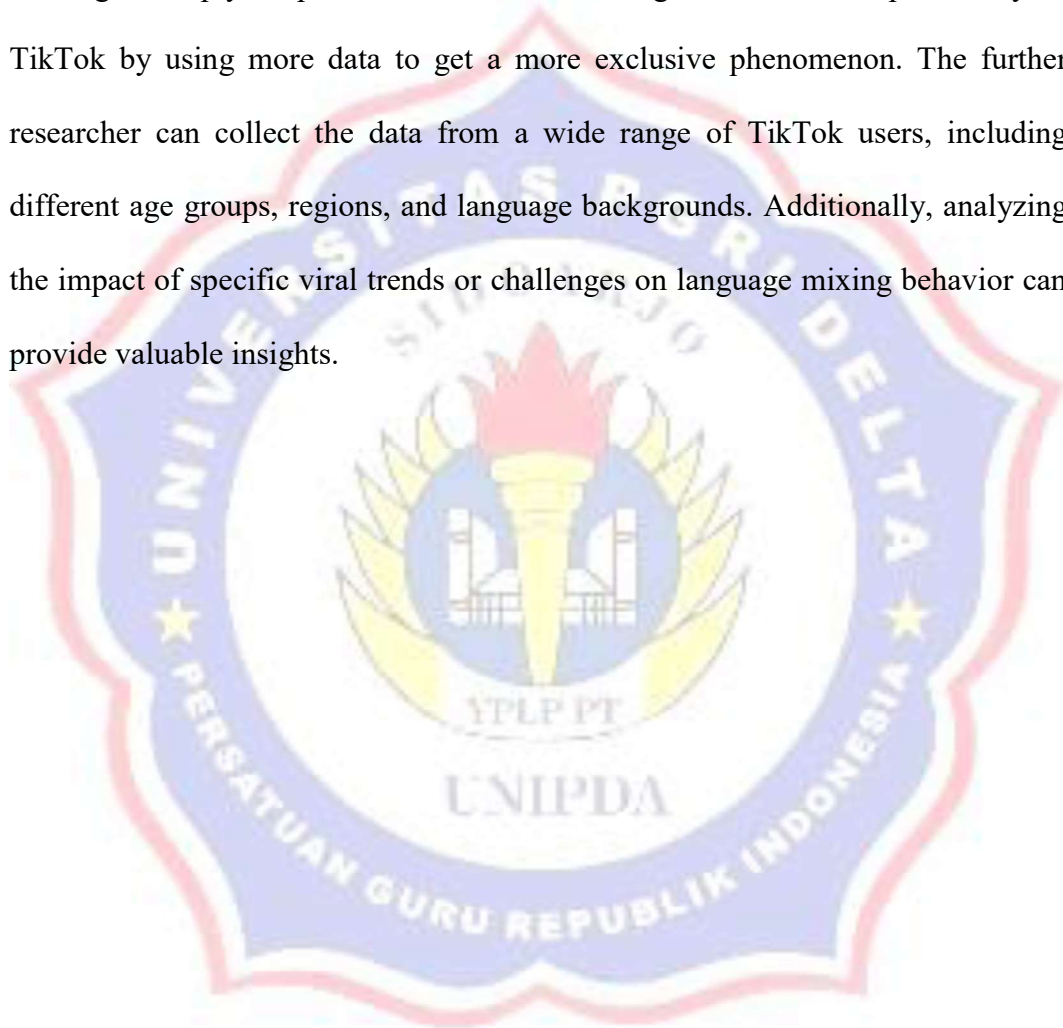 TikTok by using more data to get a more exclusive phenomenon. The further
researcher can collect the data from a wide range of TikTok users, including
different age groups, regions, and language backgrounds. Additionally, analyzing
the impact of specific viral trends or challenges on language mixing behavior can
provide valuable insights.
UNIVERSITAS PGRI DELTA
SIDOARJO
YPLP PT
UNIPDA
PERSATUAN GURU REPUBLIK INDONESIA